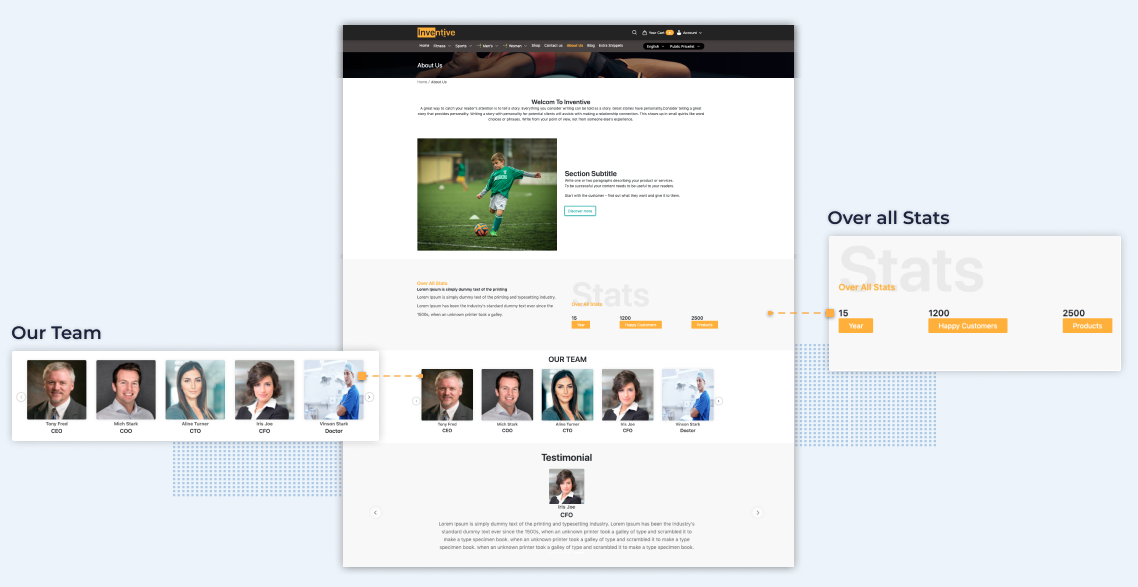 Inventive
Your Cart
Account
Home Fitness Sports Men's Women Shop Contact us About Us Blog Extra Snippets English Public Pricelist
About Us
Home / About Us
Welcom To Inventive
A great way to catch your reader's attention is to tell a story. Everything you consider writing can be told as a story. Great stories have personality. Consider telling a great
story that provides personality. Writing a story with personality for potential clients will assists with making a relationship connection. This shows up in small quirks like word
choices or phrases. Write from your point of view, not from someone else's experience.
Section Subtitle
Write one or two paragraphs describing your product or services.
To be successful your content needs to be useful to your readers.
Start with the customer – find out what they want and give it to them.
Discover more
Over All Stats
Lorem Ipsum is simply dummy text of the printing
Lorem Ipsum is simply dummy text of the printing and typesetting industry.
Lorem Ipsum has been the industry's standard dummy text ever since the
1500s, when an unknown printer took a galley.
Stats
Over All Stats
15 1200 2500
Year Happy Customers Products
Over all Stats
Stats
Over All Stats
15 1200 2500
Year Happy Customers Products
Our Team
Tony Fred Mich Stark Aline Turner Iris Joe Vinson Stark
CEO COO CTO CFO Doctor
OUR TEAM
Tony Fred Mich Stark Aline Turner Iris Joe Vinson Stark
CEO COO CTO CFO Doctor
Testimonial
Iris Joe
CFO
Lorem Ipsum is simply dummy text of the printing and typesetting industry. Lorem Ipsum has been the industry's
standard dummy text ever since the 1500s, when an unknown printer took a galley of type and scrambled it to
make a type specimen book. when an unknown printer took a galley of type and scrambled it to make a type
specimen book. when an unknown printer took a galley of type and scrambled it to make a type specimen book.